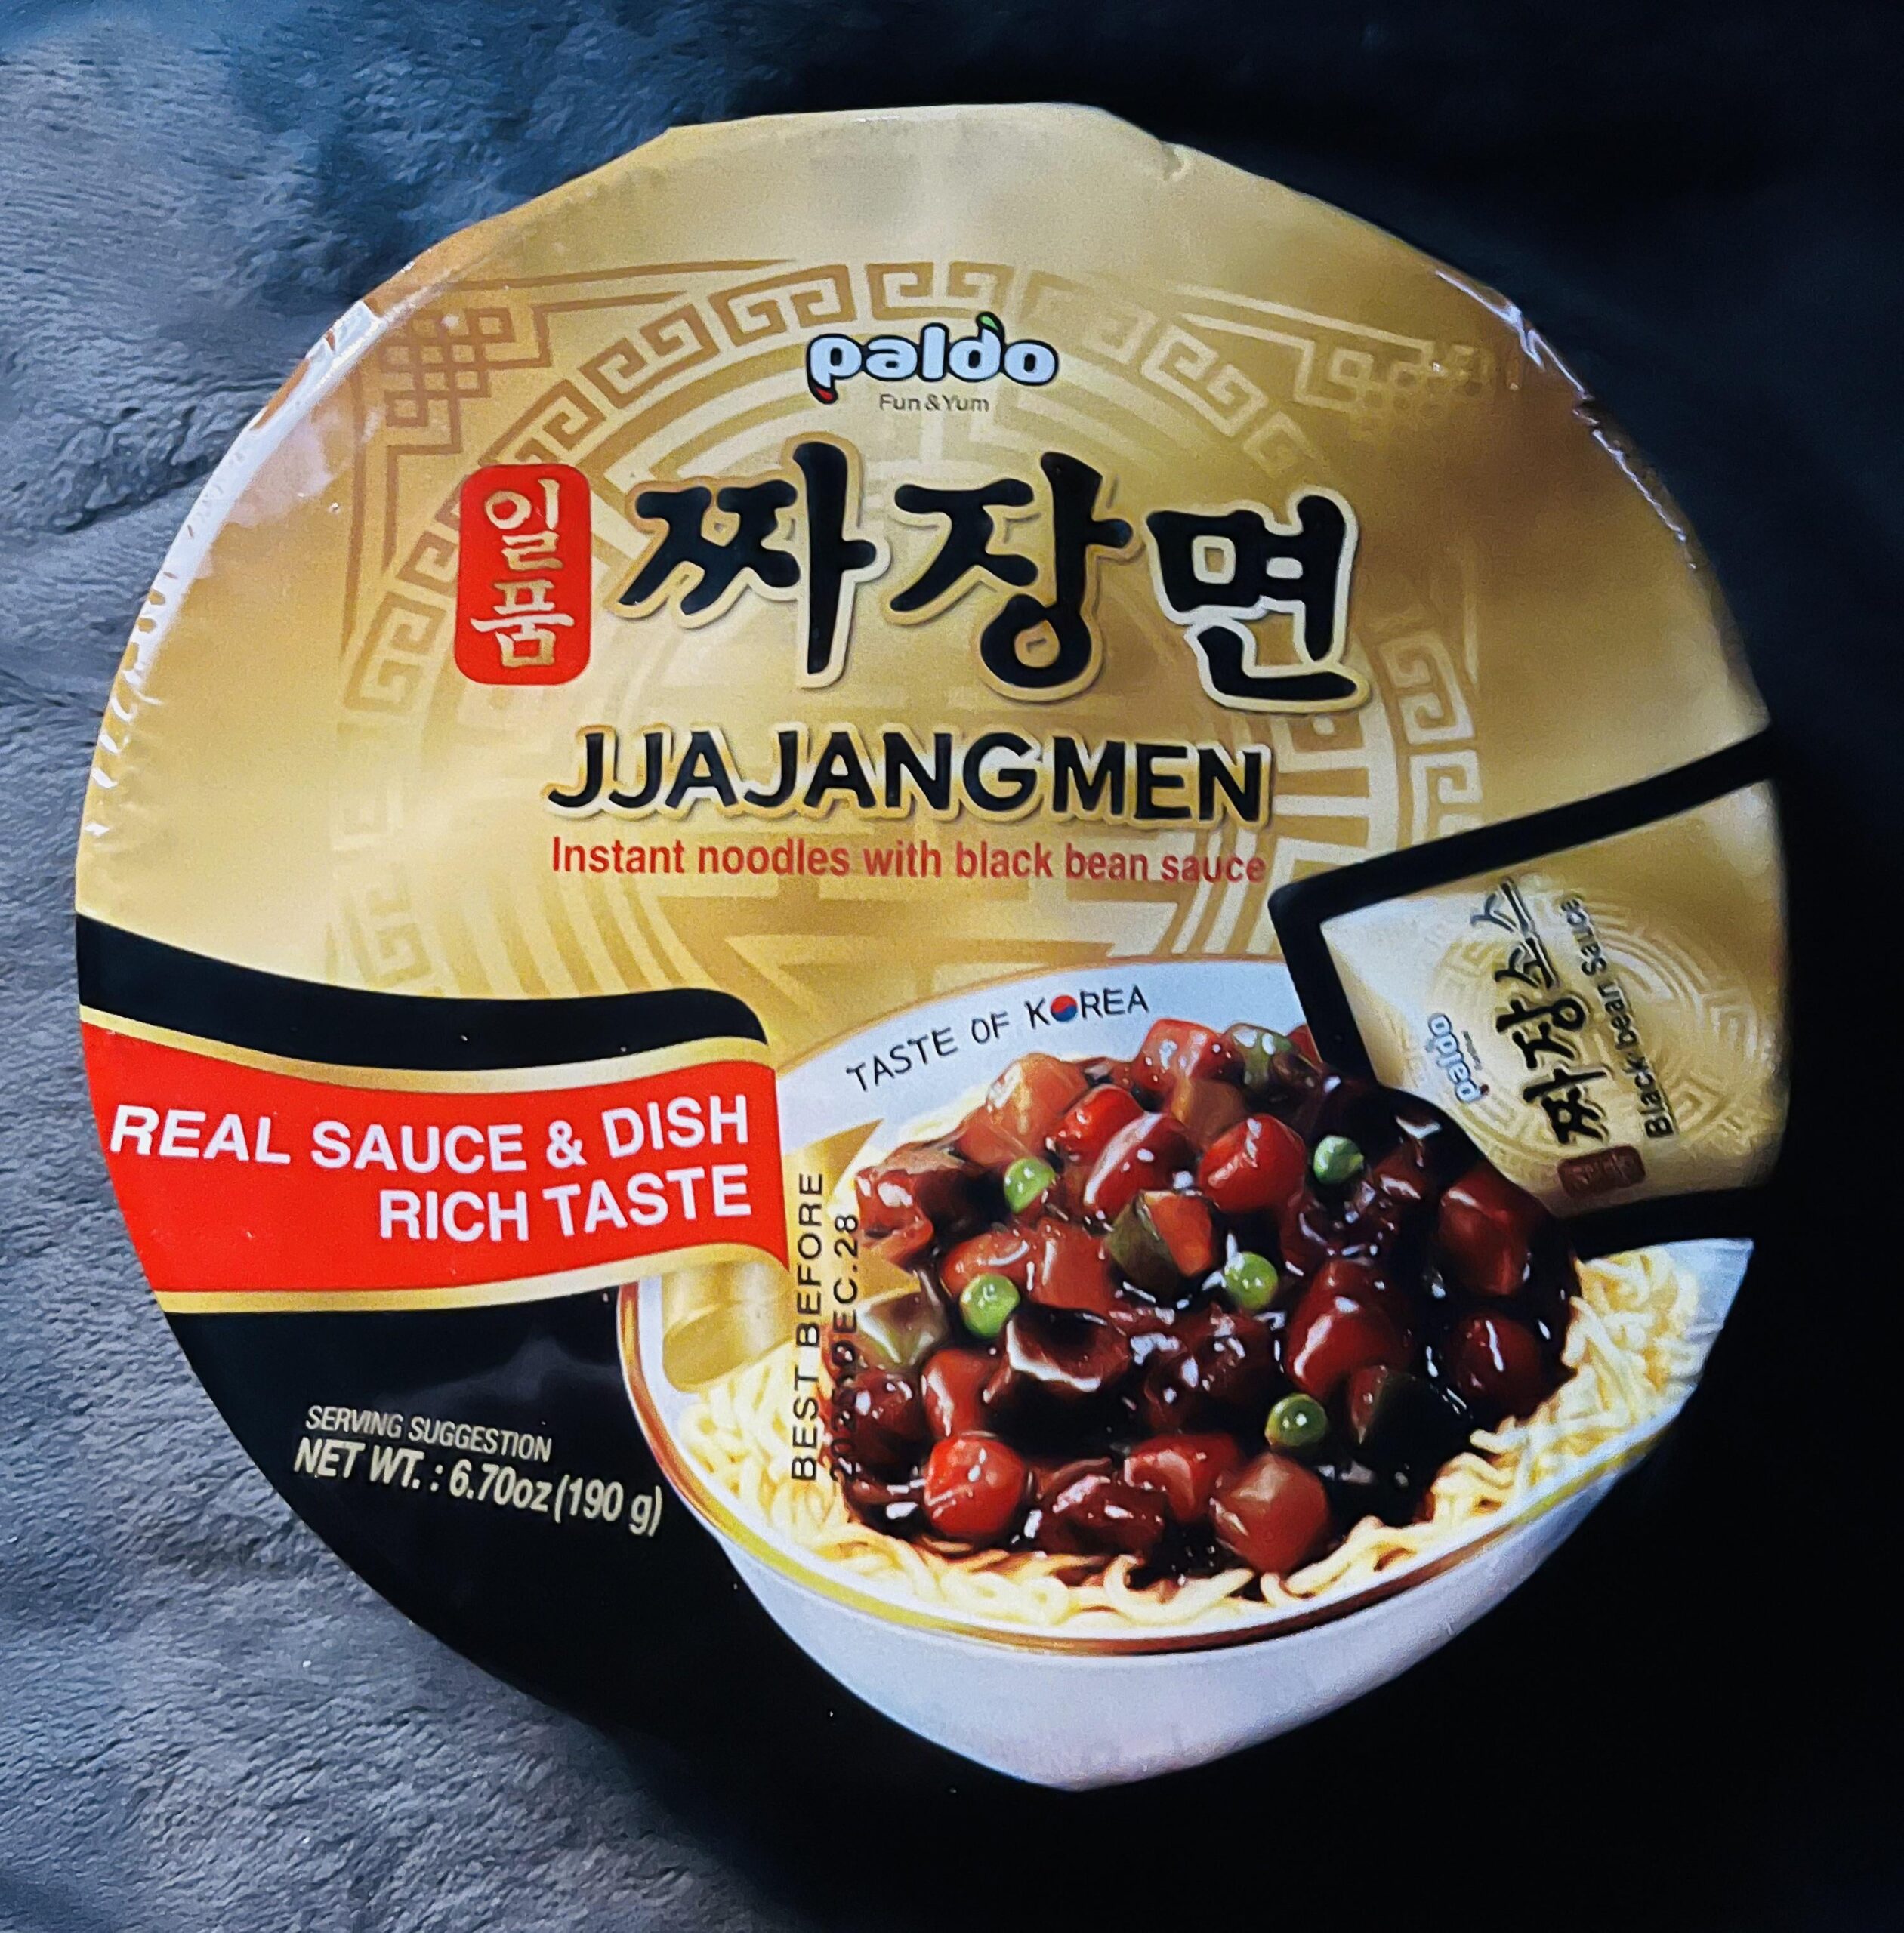 paldo
Fun & Yum
일품
짜장면
JJAJANGMEN
Instant noodles with black bean sauce
TASTE OF KOREA
paldo
짜장소스
Black bean Sauce
REAL SAUCE & DISH
RICH TASTE
BEST BEFORE
DEC.28
SERVING SUGGESTION
NET WT. : 6.70oz (190 g)